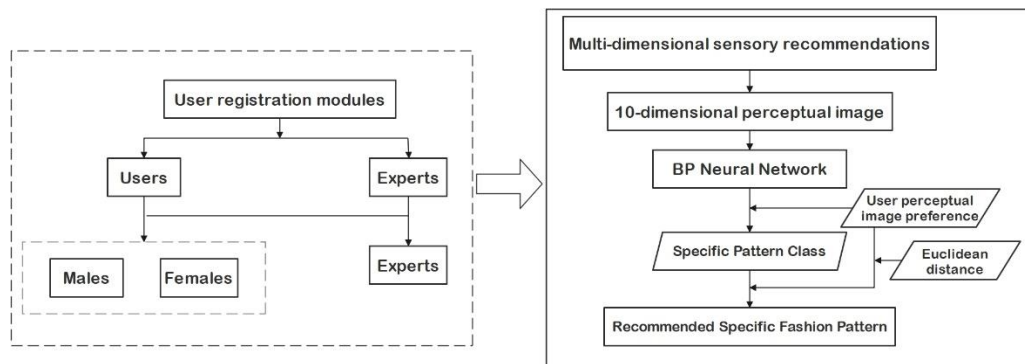 User registration modules
Users
Experts
Males
Females
Experts
Multi-dimensional sensory recommendations
10-dimensional perceptual image
BP Neural Network
User perceptual
image preference
Specific Pattern Class
Euclidean
distance
Recommended Specific Fashion Pattern